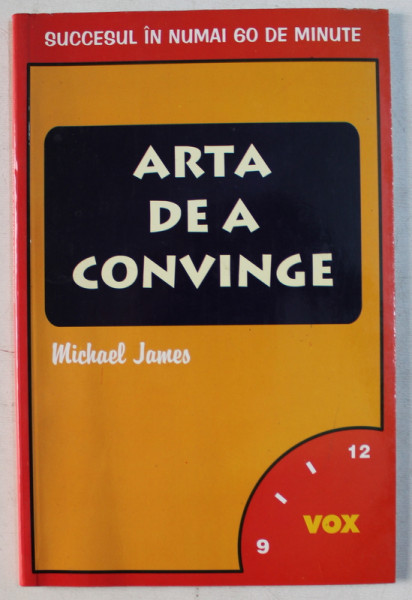 SUCCESUL ÎN NUMAI 60 DE MINUTE
ARTA
DE A
CONVINGE
Michael James
12
9
VOX